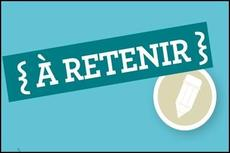 { À RETENIR }